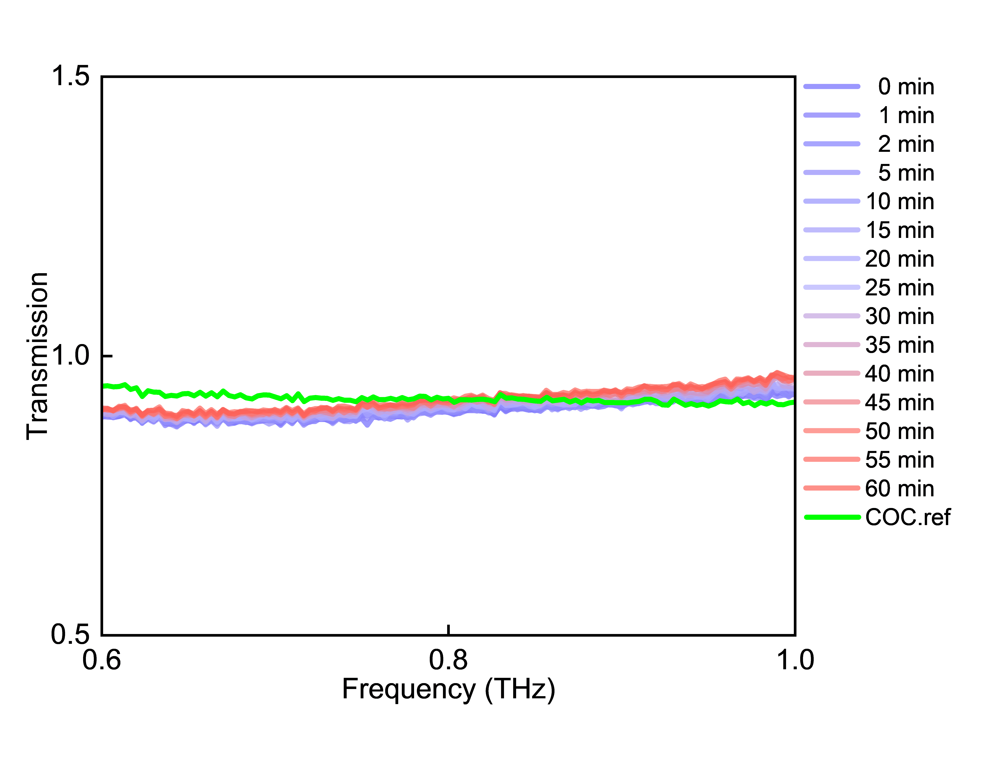 1.5
1.0
0.5
Transmission
0.6
0.8
1.0
Frequency (THz)
0 min
1 min
2 min
5 min
10 min
15 min
20 min
25 min
30 min
35 min
40 min
45 min
50 min
55 min
60 min
COC.ref